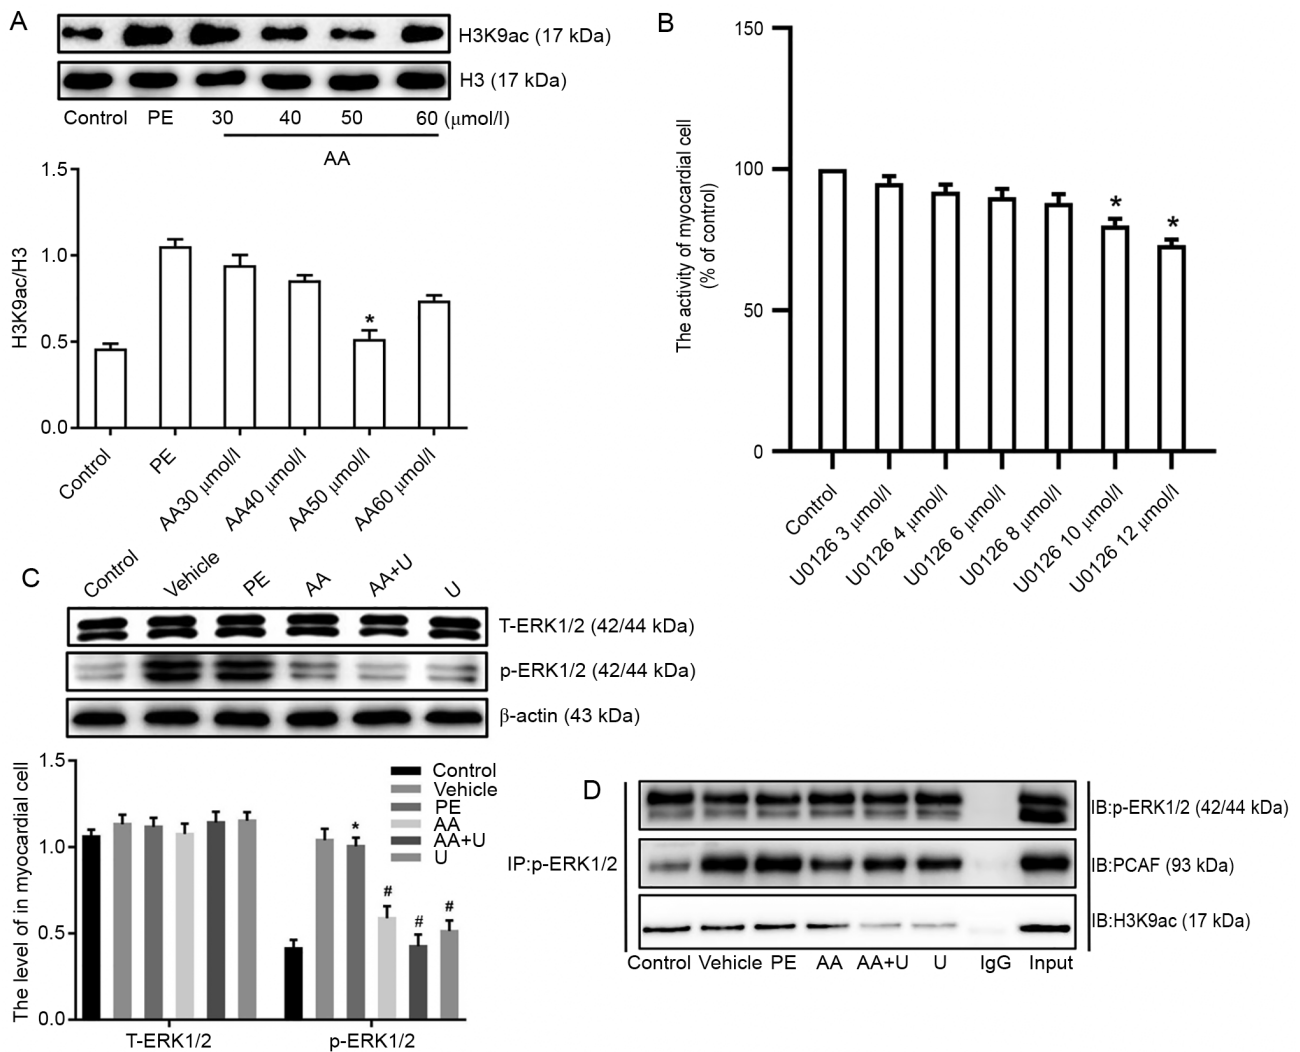 A
H3K9ac (17 kDa)
H3 (17 kDa)
Control PE 30 40 50 60 (μmol/l)
AA
1.5
1.0
0.5
0.0
H3K9ac/H3
*
Control
PE
AA30 μmol/l
AA40 μmol/l
AA50 μmol/l
AA60 μmol/l
B
150
100
50
0
The activity of myocardial cell
(% of control)
*
*
Control
U0126 3 μmol/l
U0126 4 μmol/l
U0126 6 μmol/l
U0126 8 μmol/l
U0126 10 μmol/l
U0126 12 μmol/l
C
Control Vehicle PE AA AA+U U
T-ERK1/2 (42/44 kDa)
p-ERK1/2 (42/44 kDa)
β-actin (43 kDa)
1.5
1.0
0.5
0.0
The level of in myocardial cell
Control
Vehicle
PE
AA
AA+U
U
*
#
#
#
T-ERK1/2 p-ERK1/2
D
IP:p-ERK1/2
IB:p-ERK1/2 (42/44 kDa)
IB:PCAF (93 kDa)
IB:H3K9ac (17 kDa)
Control Vehicle PE AA AA+U U IgG Input